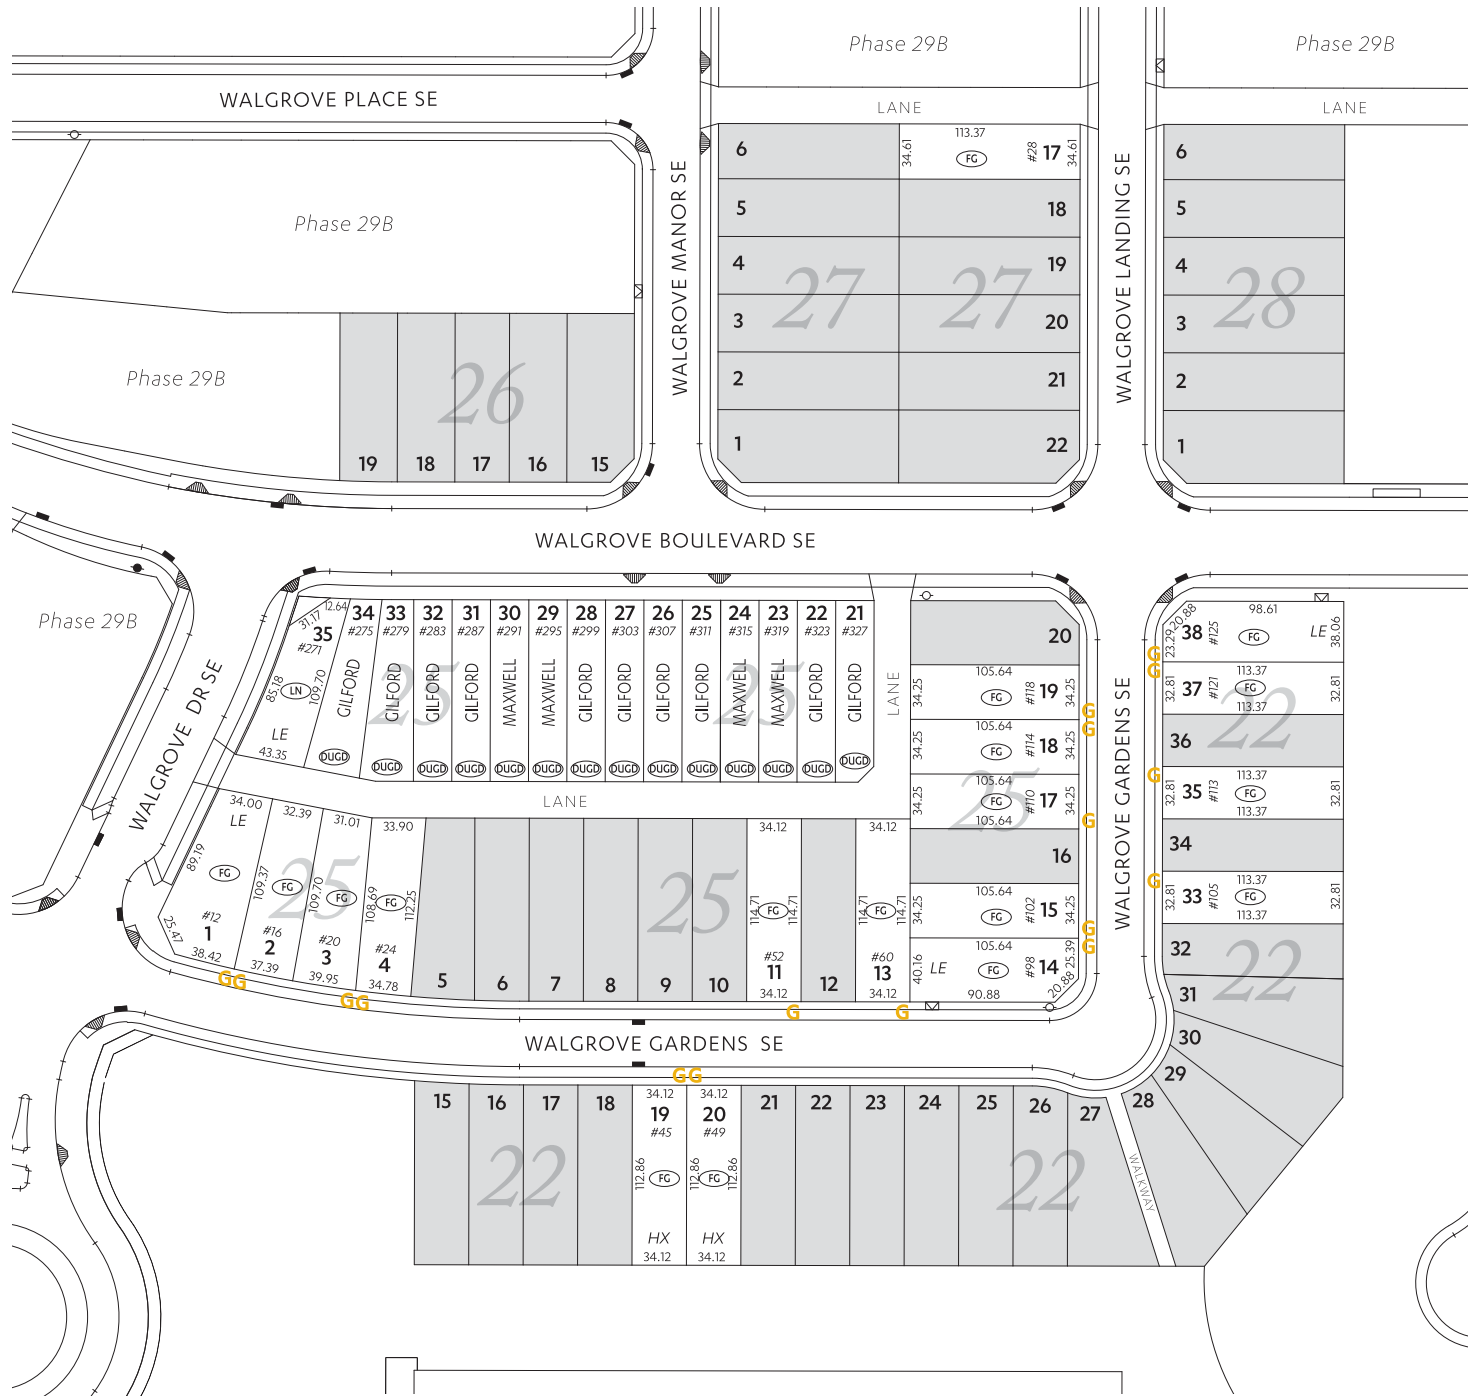 Phase 29B
Phase 29B
WALGROVE PLACE SE
LANE
LANE
6
113.37
34.61
FG
#28
17
34.61
6
Phase 29B
5
18
5
WALGROVE MANOR SE
WALGROVE LANDING SE
4
19
4
27
27
28
3
20
3
Phase 29B
26
2
21
2
19
18
17
16
15
1
22
1
WALGROVE BOULEVARD SE
Phase 29B
12.64
31.17
35
#271
85.18
LN
109.70
LE
43.35
34
#275
GILFORD
DUGD
33
#279
GILFORD
DUGD
32
#283
GILFORD
DUGD
31
#287
GILFORD
DUGD
30
#291
MAXWELL
DUGD
29
#295
MAXWELL
DUGD
28
#299
GILFORD
DUGD
27
#303
GILFORD
DUGD
26
#307
GILFORD
DUGD
25
#311
GILFORD
DUGD
24
#315
MAXWELL
DUGD
23
#319
MAXWELL
DUGD
22
#323
GILFORD
DUGD
21
#327
GILFORD
DUGD
25
25
LANE
WALGROVE DR SE
LANE
20
105.64
34.25
FG
#118
19
34.25
G
G
105.64
34.25
FG
#114
18
34.25
105.64
34.25
FG
#110
17
34.25
105.64
25
G
16
105.64
34.25
FG
#102
15
34.25
G
G
105.64
40.16
LE
FG
#98
14
25.39
20.88
90.88
WALGROVE GARDENS SE
20.88
98.61
23.29
38
#125
FG
LE
38.06
G
G
113.37
32.81
37
#121
FG
32.81
113.37
36
22
G
113.37
32.81
35
#113
FG
32.81
113.37
34
G
113.37
32.81
33
#105
FG
32.81
113.37
32
22
31
30
29
28
34.00
LE
89.19
FG
#12
1
25.47
38.42
32.39
109.37
FG
#16
2
37.39
31.01
109.70
FG
#20
3
39.95
33.90
108.69
FG
112.25
#24
4
34.78
25
GG
GG
5
6
7
8
9
10
25
34.12
114.71
FG
114.71
#52
11
34.12
12
34.12
114.71
FG
114.71
#60
13
34.12
G
G
WALGROVE GARDENS SE
GG
15
16
17
18
22
34.12
19
#45
112.86
FG
HX
34.12
34.12
20
#49
112.86
FG
112.86
HX
34.12
21
22
23
24
25
26
27
22
WALKWAY